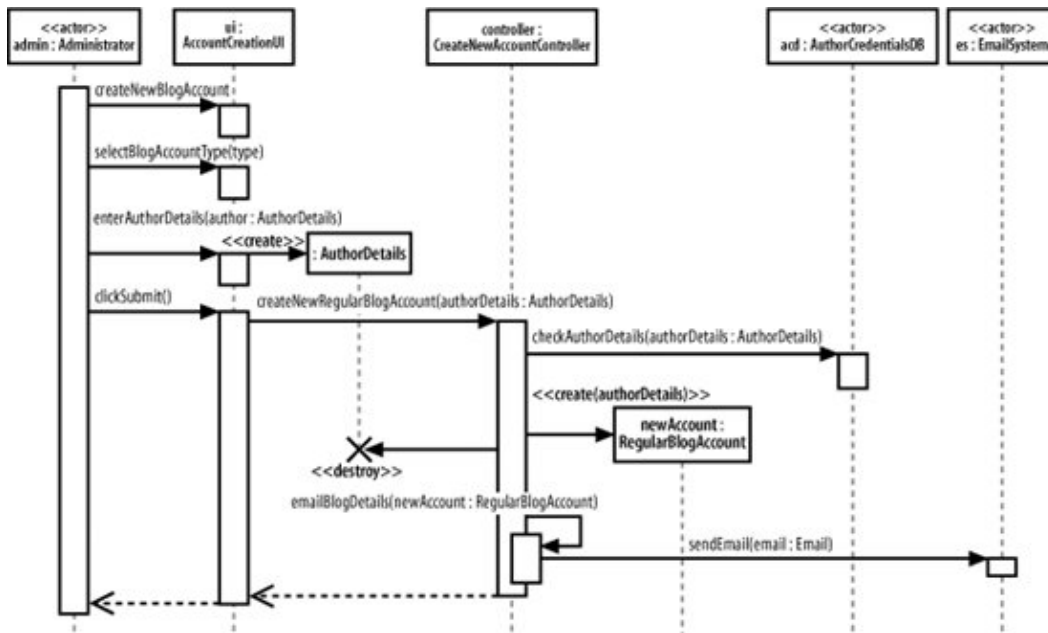 <<actor>>
admin : Administrator
ui :
AccountCreationUI
controller :
CreateNewAccountController
<<actor>>
acd : AuthorCredentialsDB
<<actor>>
es : EmailSystem
createNewBlogAccount
selectBlogAccountType(type)
enterAuthorDetails(author : AuthorDetails)
<<create>>
: AuthorDetails
clickSubmit()
createNewRegularBlogAccount(authorDetails : AuthorDetails)
checkAuthorDetails(authorDetails : AuthorDetails)
<<create(authorDetails)>>
newAccount :
RegularBlogAccount
<<destroy>>
emailBlogDetails(newAccount : RegularBlogAccount)
sendEmail(email : Email)